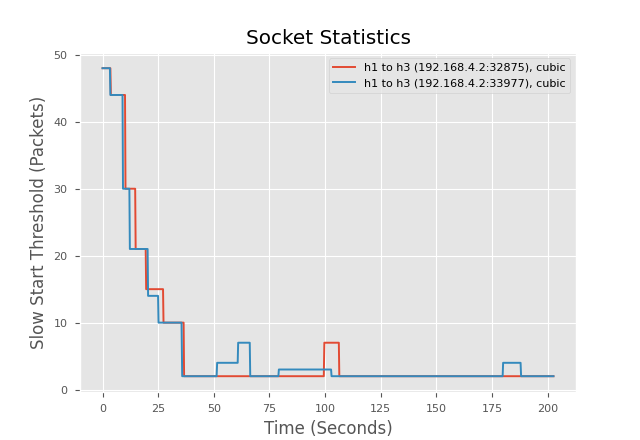 Socket Statistics
h1 to h3 (192.168.4.2:32875), cubic
h1 to h3 (192.168.4.2:33977), cubic
Slow Start Threshold (Packets)
50
40
30
20
10
0
0 25 50 75 100 125 150 175 200
Time (Seconds)